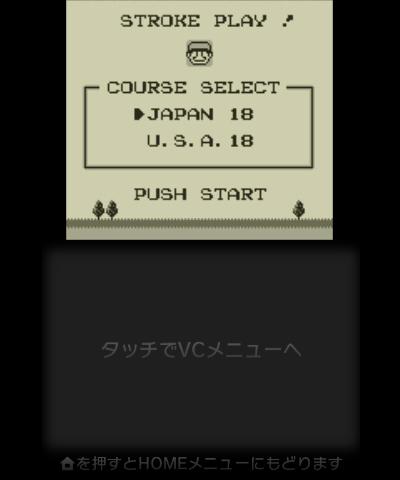 STROKE PLAY !
COURSE SELECT
JAPAN 18
U.S.A.18
PUSH START
タッチでVCメニューへ
を押すとHOMEメニューにもどります